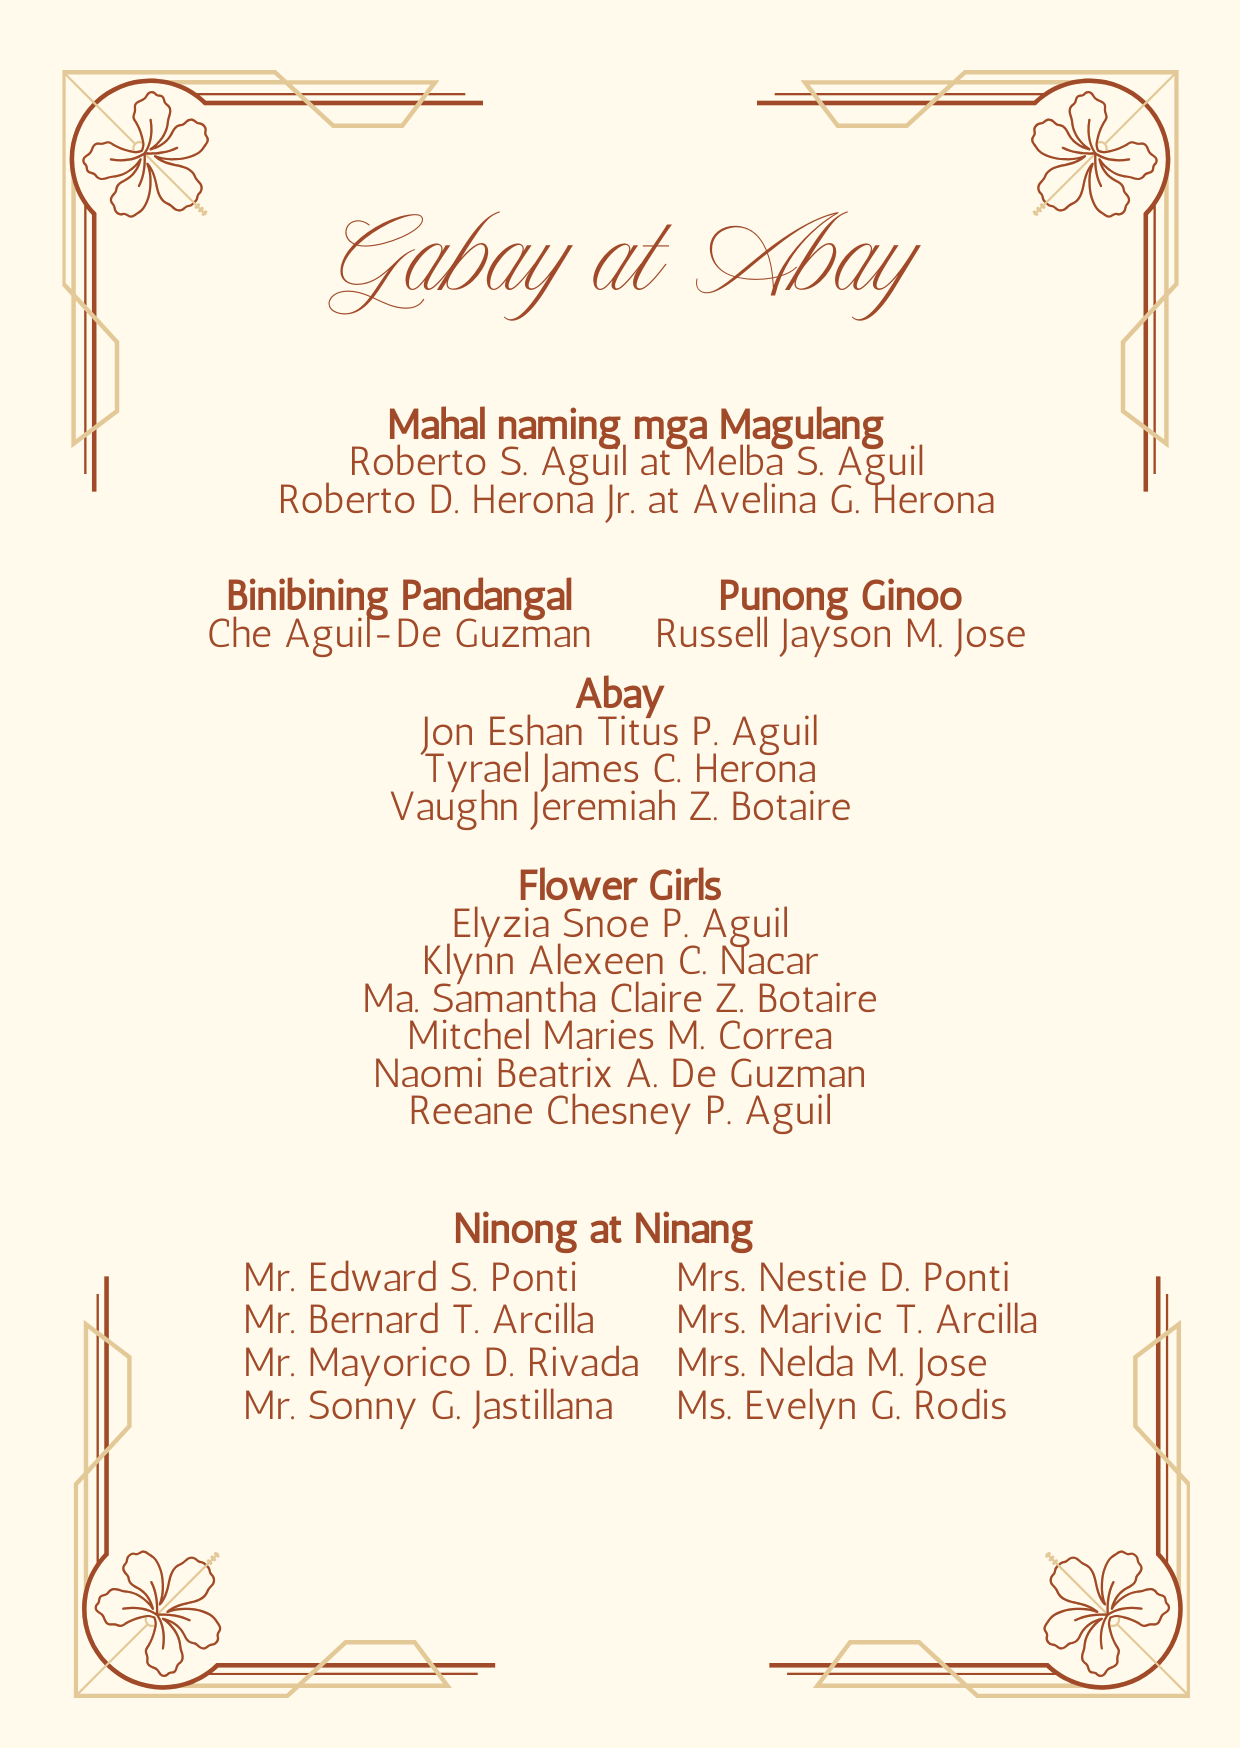 Gabay at Abay
Mahal naming mga Magulang
Roberto S. Aguil at Melba S. Aguil
Roberto D. Herona Jr. at Avelina G. Herona
Binibining Pandangal
Che Aguil-De Guzman
Punong Ginoo
Russell Jayson M. Jose
Abay
Jon Eshan Titus P. Aguil
Tyrael James C. Herona
Vaughn Jeremiah Z. Botaire
Flower Girls
Elyzia Snoe P. Aguil
Klynn Alexeen C. Nacar
Ma. Samantha Claire Z. Botaire
Mitchel Maries M. Correa
Naomi Beatrix A. De Guzman
Reeane Chesney P. Aguil
Ninong at Ninang
Mr. Edward S. Ponti
Mr. Bernard T. Arcilla
Mr. Mayorico D. Rivada
Mr. Sonny G. Jastillana
Mrs. Nestie D. Ponti
Mrs. Marivic T. Arcilla
Mrs. Nelda M. Jose
Ms. Evelyn G. Rodis